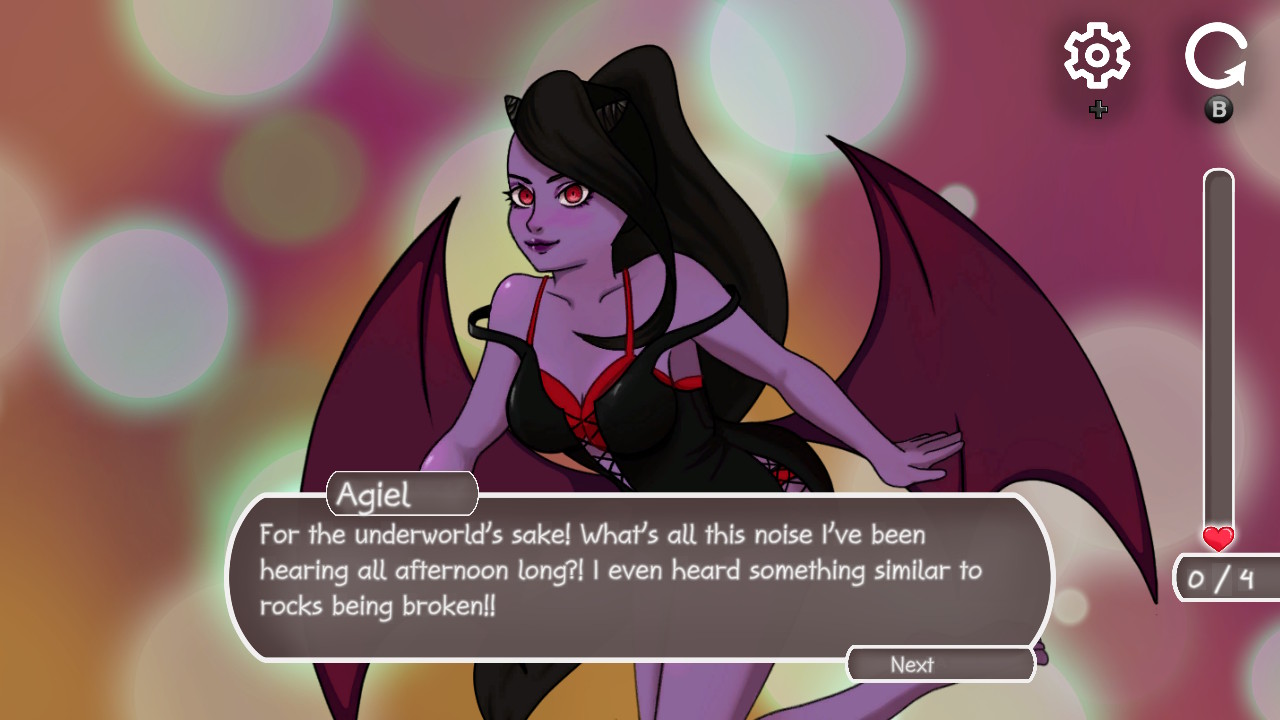 B
Agiel
For the underworld's sake! What's all this noise I've been
hearing all afternoon long?! I even heard something similar to
rocks being broken!!
0 / 4
Next